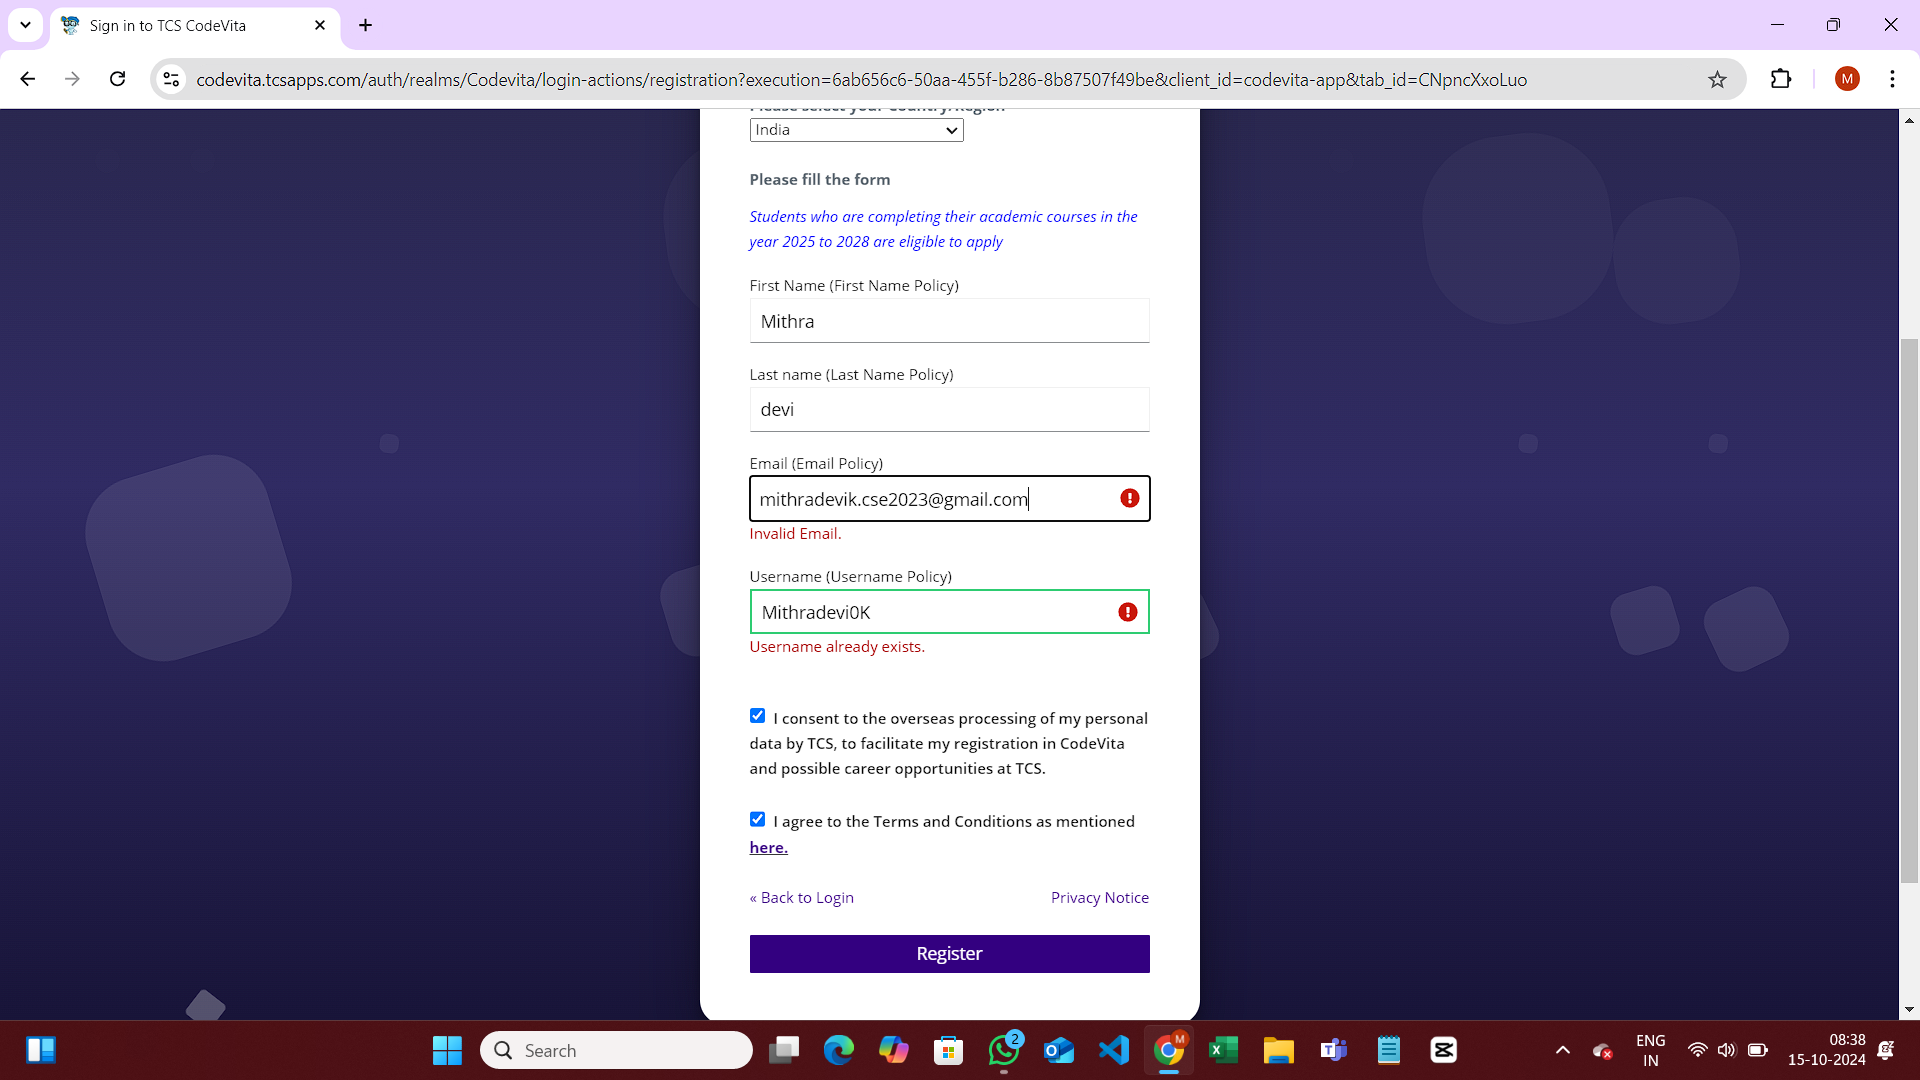 Sign in to TCS CodeVita
codevita.tcsapps.com/auth/realms/Codevita/login-actions/registration?execution=6ab656c6-50aa-455f-b286-8b87507f49be&client_id=codevita-app&tab_id=CNpncXxoLuo
M
Please select your Country/Region
India
Please fill the form
Students who are completing their academic courses in the
year 2025 to 2028 are eligible to apply
First Name (First Name Policy)
Mithra
Last name (Last Name Policy)
devi
Email (Email Policy)
mithradevik.cse2023@gmail.com
Invalid Email.
Username (Username Policy)
Mithradevi0K
Username already exists.
I consent to the overseas processing of my personal
data by TCS, to facilitate my registration in CodeVita
and possible career opportunities at TCS.
I agree to the Terms and Conditions as mentioned
here.
« Back to Login
Privacy Notice
Register
Search
2
M
ENG
IN
08:38
15-10-2024